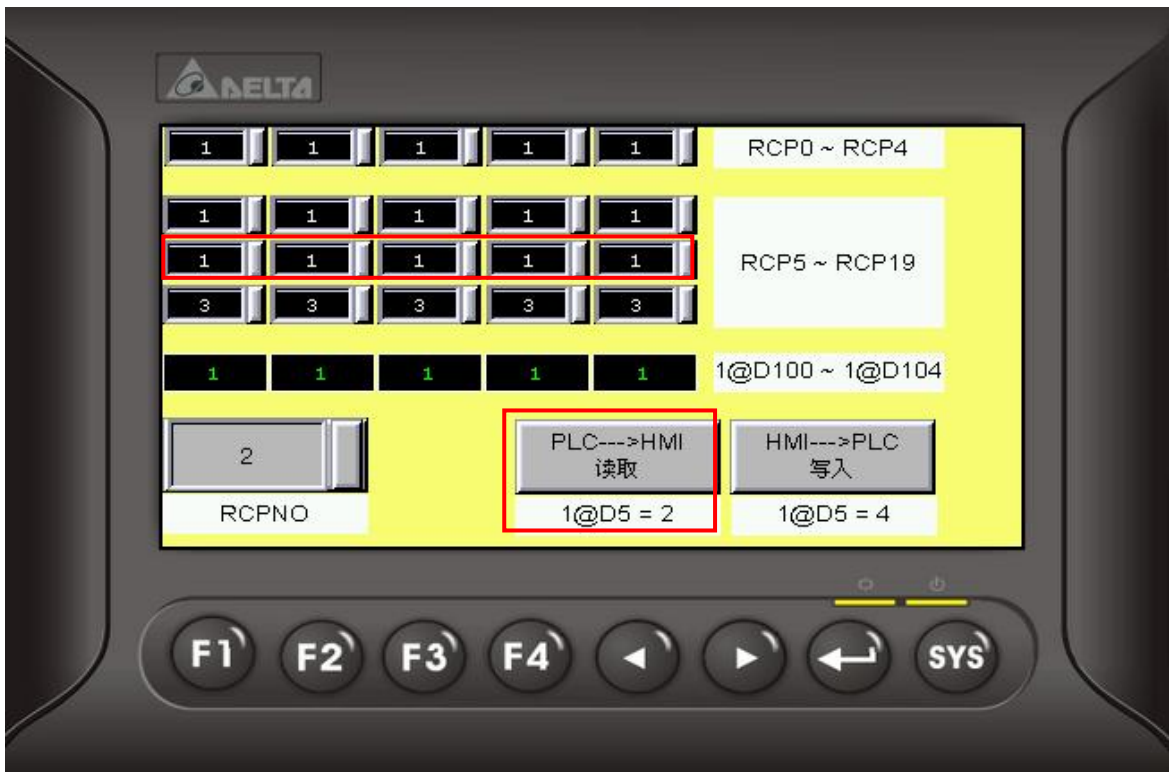 DELTA
1 1 1 1 1 RCP0 ~ RCP4
1 1 1 1 1
1 1 1 1 1 RCP5 ~ RCP19
3 3 3 3 3
1 1 1 1 1 1@D100 ~ 1@D104
2
RCPNO
PLC--->HMI
读取
1@D5 = 2
HMI--->PLC
写入
1@D5 = 4
F1 F2 F3 F4 SYS